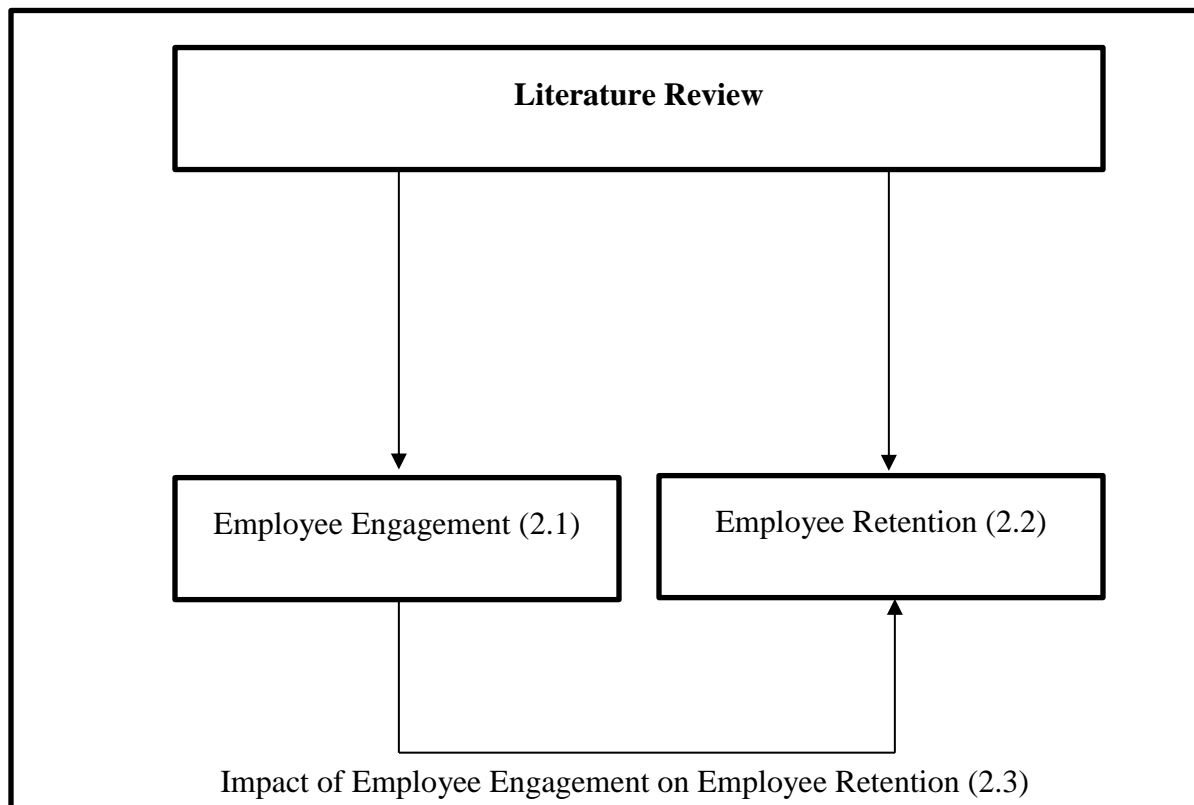 Literature Review
Employee Engagement (2.1)
Employee Retention (2.2)
Impact of Employee Engagement on Employee Retention (2.3)